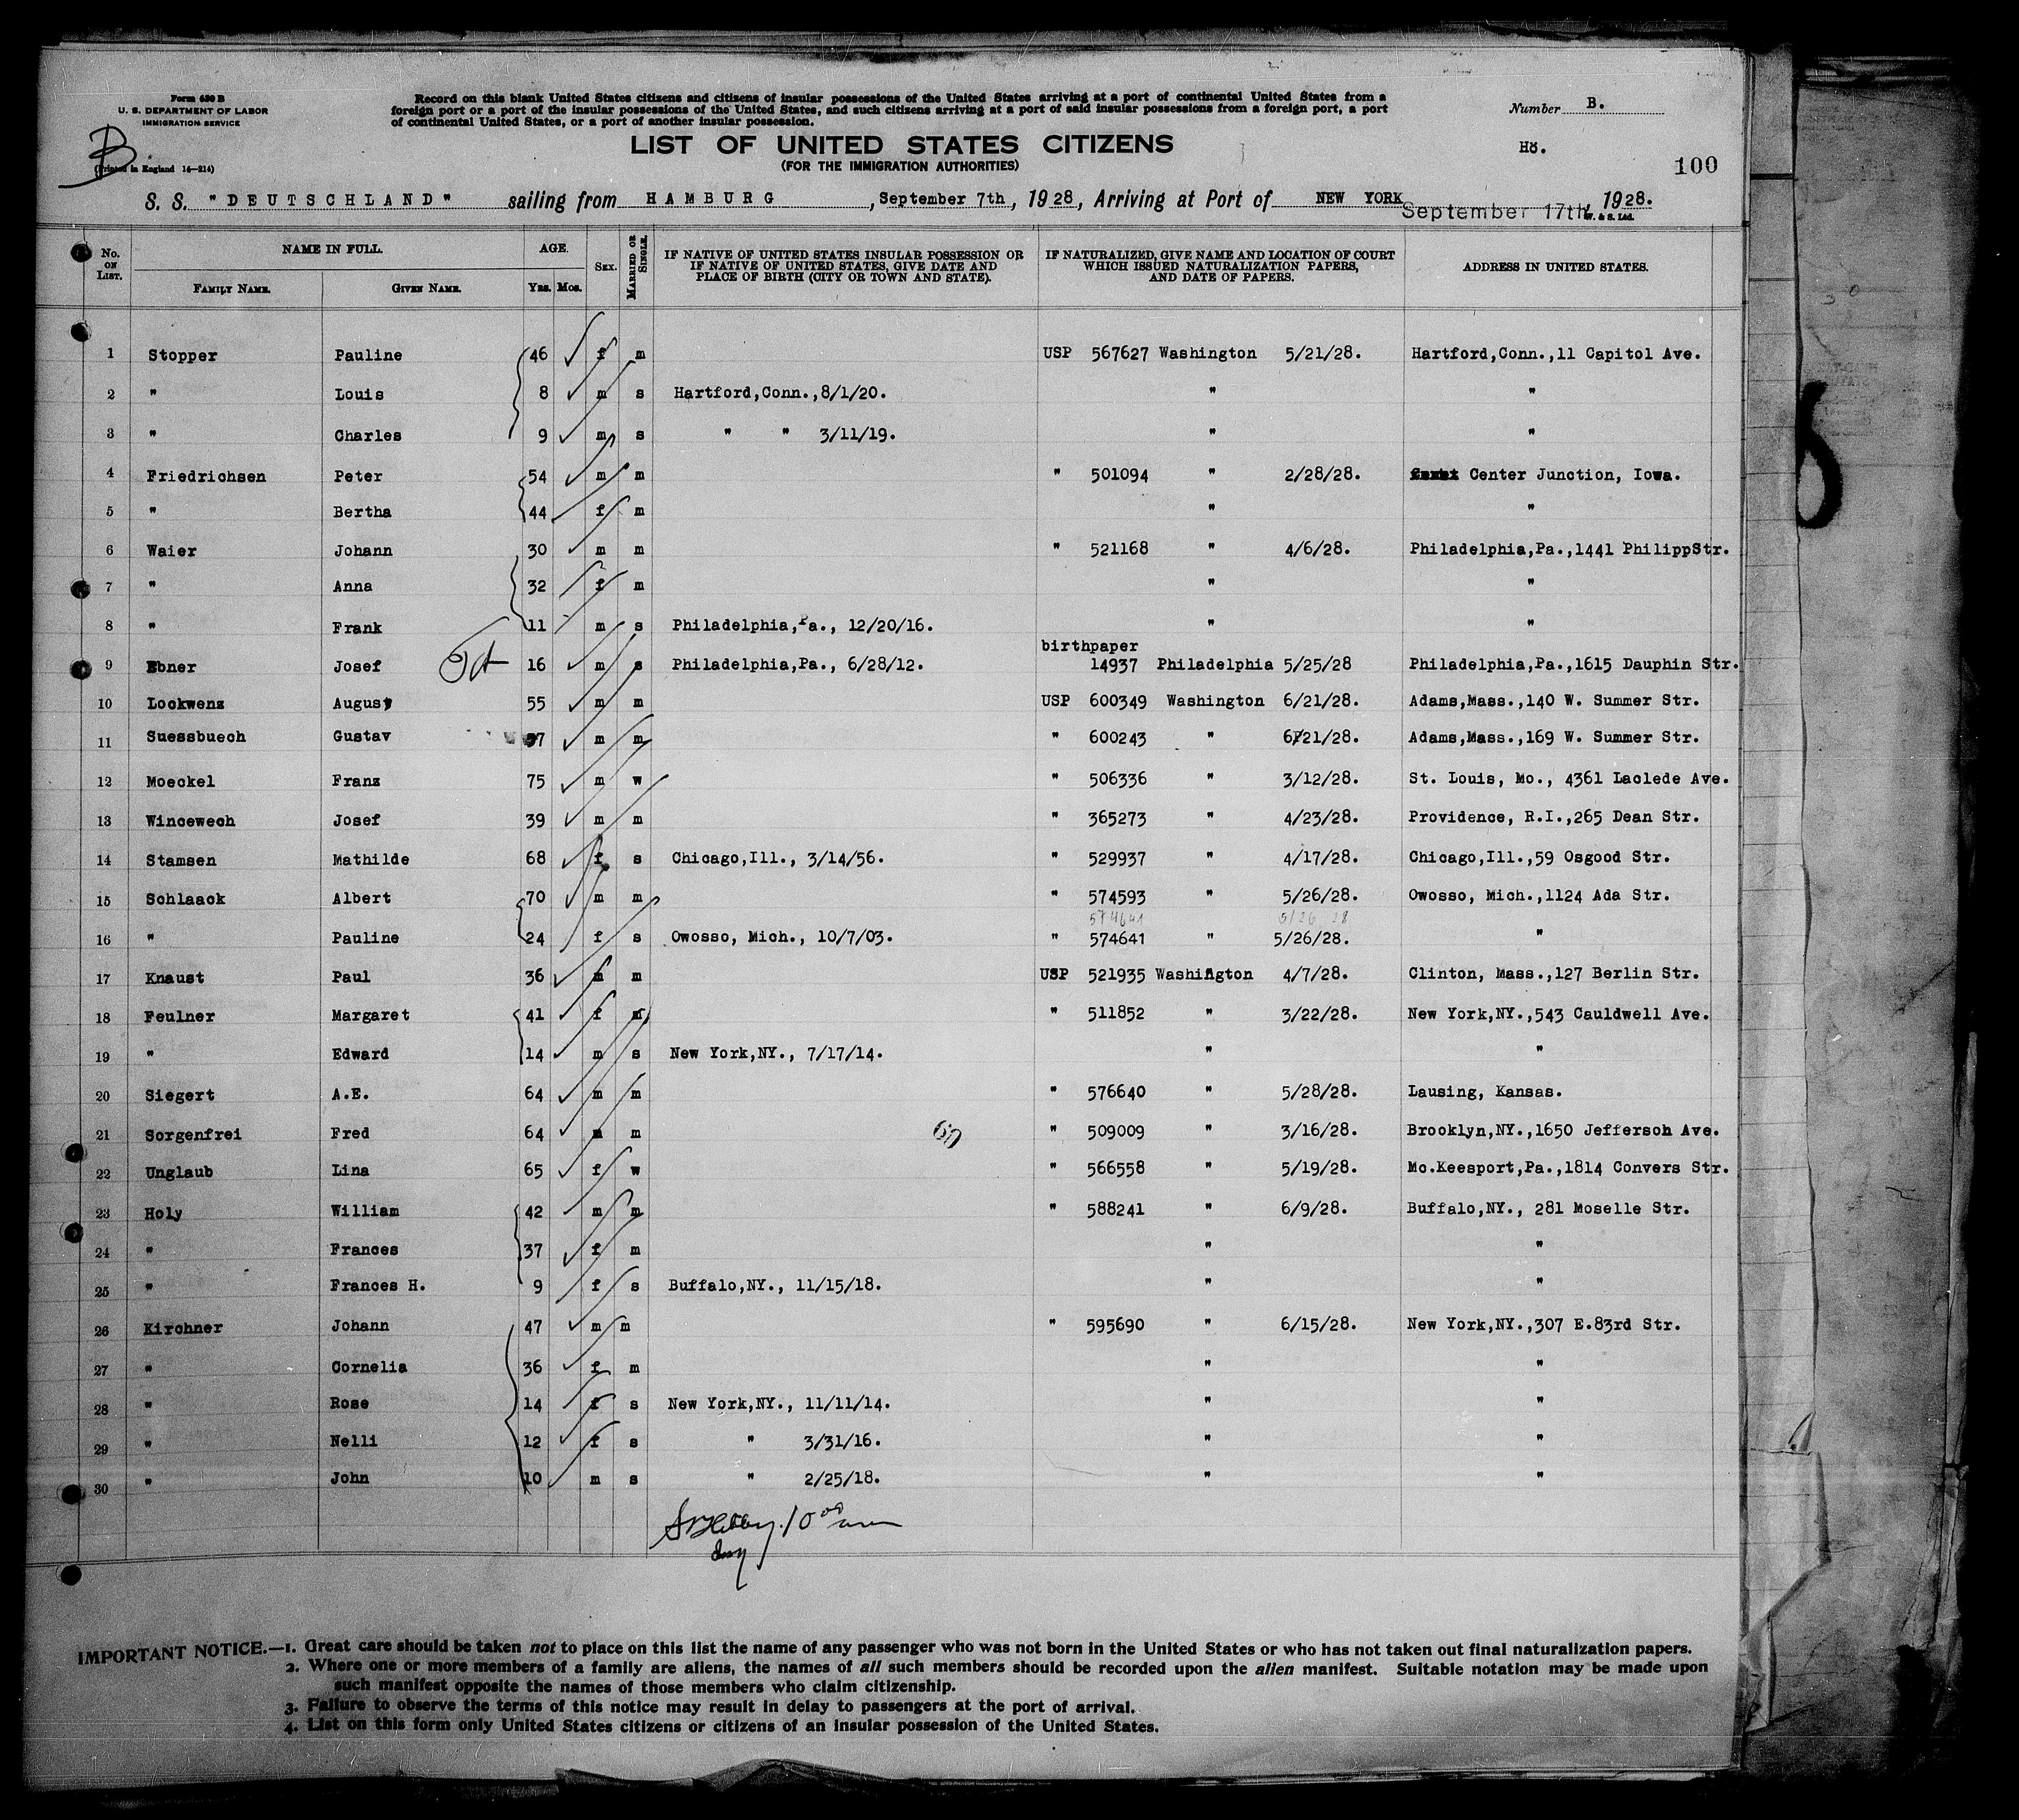 Form 630 B
U. S. DEPARTMENT OF LABOR
IMMIGRATION SERVICE
B.
(Printed in England 14—214)
Record on this blank United States citizens and citizens of insular possessions of the United States arriving at a port of continental United States from a
foreign port or a port of the insular possessions of the United States, and such citizens arriving at a port of said insular possessions from a foreign port, a port
of continental United States, or a port of another insular possession.
Number B.
LIST OF UNITED STATES CITIZENS
(FOR THE IMMIGRATION AUTHORITIES)
Hö.
100
S. S. "DEUTSCHLAND" sailing from HAMBURG, September 7th, 1928, Arriving at Port of NEW YORK September 17th, 1928.
W. & S. Ltd.
No. ON LIST. NAME IN FULL. FAMILY NAME. GIVEN NAME. AGE. YRS. MOS. SEX. MARRIED OR SINGLE. IF NATIVE OF UNITED STATES INSULAR POSSESSION OR IF NATIVE OF UNITED STATES, GIVE DATE AND PLACE OF BIRTH (CITY OR TOWN AND STATE). IF NATURALIZED, GIVE NAME AND LOCATION OF COURT WHICH ISSUED NATURALIZATION PAPERS, AND DATE OF PAPERS. ADDRESS IN UNITED STATES.
1 Stopper Pauline 46 f m USP 567627 Washington 5/21/28. Hartford,Conn.,11 Capitol Ave.
2 " Louis 8 m s Hartford,Conn.,8/1/20. " "
3 " Charles 9 m s " " 3/11/19. " "
4 Friedrichsen Peter 54 m m " 501094 " 2/28/28. Center Junction, Iowa.
5 " Bertha 44 f m " "
6 Waier Johann 30 m m " 521168 " 4/6/28. Philadelphia,Pa.,1441 PhilippStr.
7 " Anna 32 f m " "
8 " Frank 11 m s Philadelphia,Pa., 12/20/16. " "
birthpaper
9 Ebner Josef 16 m s Philadelphia,Pa., 6/28/12. 14937 Philadelphia 5/25/28 Philadelphia,Pa.,1615 Dauphin Str.
10 Lockwenz August 55 m m USP 600349 Washington 6/21/28. Adams,Mass.,140 W. Summer Str.
11 Suessbuech Gustav 37 m m " 600243 " 6/21/28. Adams,Mass.,169 W. Summer Str.
12 Moeckel Franz 75 m w " 506336 " 3/12/28. St. Louis, Mo., 4361 Laclede Ave.
13 Wincewech Josef 39 m m " 365273 " 4/23/28. Providence, R.I.,265 Dean Str.
14 Stamsen Mathilde 68 f s Chicago,Ill., 3/14/56. " 529937 " 4/17/28. Chicago,Ill.,59 Osgood Str.
15 Schlaack Albert 70 m m " 574593 " 5/26/28. Owosso, Mich.,1124 Ada Str.
574641 5/26 28
16 " Pauline 24 f s Owosso, Mich., 10/7/03. " 574641 " 5/26/28. "
17 Knaust Paul 36 m m USP 521935 Washington 4/7/28. Clinton, Mass.,127 Berlin Str.
18 Feulner Margaret 41 f m " 511852 " 3/22/28. New York,NY.,543 Cauldwell Ave.
19 " Edward 14 m s New York,NY., 7/17/14. " "
20 Siegert A.E. 64 m m " 576640 " 5/28/28. Lausing, Kansas.
21 Sorgenfrei Fred 64 m m " 509009 " 3/16/28. Brooklyn,NY.,1650 Jefferson Ave.
60
22 Unglaub Lina 65 f w " 566558 " 5/19/28. Mc.Keesport,Pa.,1814 Convers Str.
23 Holy William 42 m m " 588241 " 6/9/28. Buffalo,NY., 281 Moselle Str.
24 " Frances 37 f m " "
25 " Frances H. 9 f s Buffalo,NY., 11/15/18. " "
26 Kirchner Johann 47 m m " 595690 " 6/15/28. New York,NY.,307 E.83rd Str.
27 " Cornelia 36 f m " "
28 " Rose 14 f s New York,NY., 11/11/14. " "
29 " Nelli 12 f s " 3/31/16. " "
30 " John 10 m s " 2/25/18. " "
IMPORTANT NOTICE.—1. Great care should be taken not to place on this list the name of any passenger who was not born in the United States or who has not taken out final naturalization papers.
2. Where one or more members of a family are aliens, the names of all such members should be recorded upon the alien manifest. Suitable notation may be made upon
such manifest opposite the names of those members who claim citizenship.
3. Failure to observe the terms of this notice may result in delay to passengers at the port of arrival.
4. List on this form only United States citizens or citizens of an insular possession of the United States.